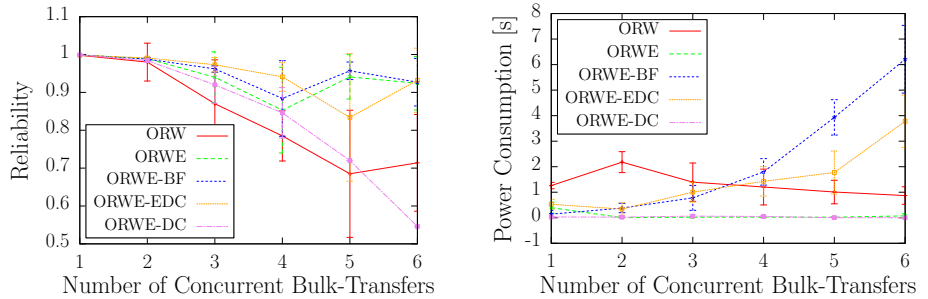 Reliability
1.1
1
0.9
0.8
0.7
0.6
0.5
ORW
ORWE
ORWE-BF
ORWE-EDC
ORWE-DC
1 2 3 4 5 6
Number of Concurrent Bulk-Transfers
Power Consumption [s]
8
7
6
5
4
3
2
1
0
-1
ORW
ORWE
ORWE-BF
ORWE-EDC
ORWE-DC
1 2 3 4 5 6
Number of Concurrent Bulk-Transfers